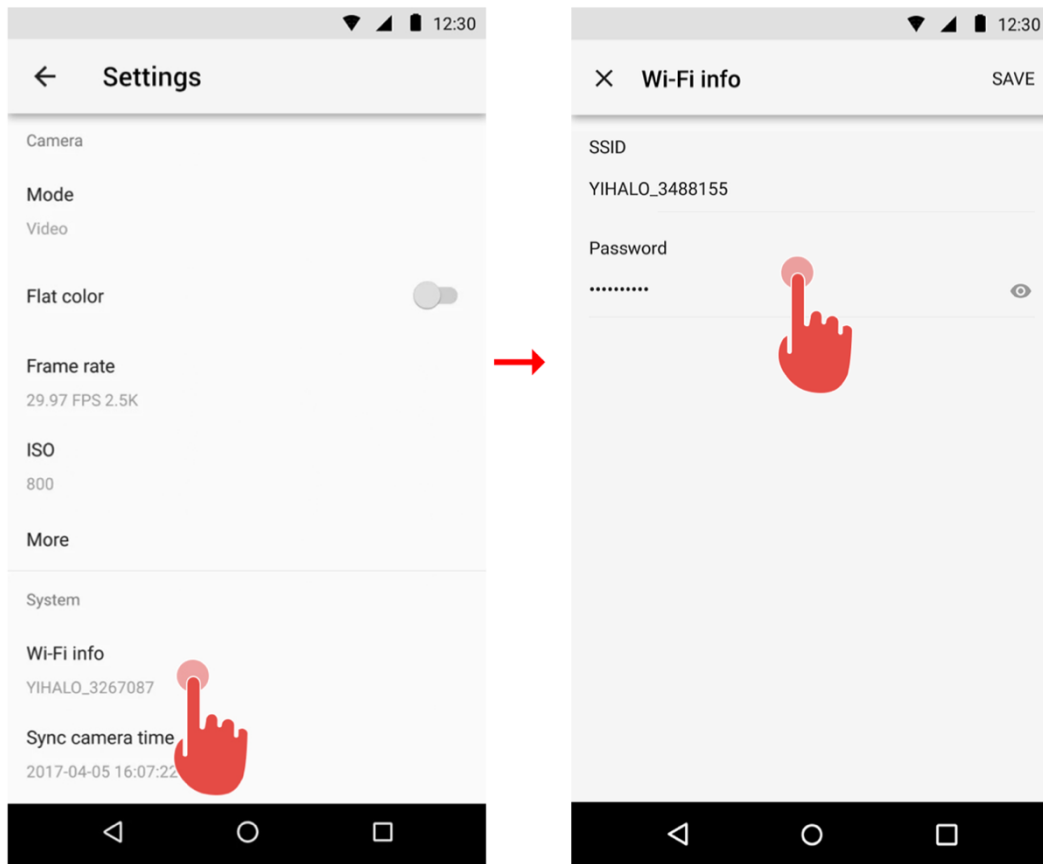 12:30
Settings
Camera
Mode
Video
Flat color
Frame rate
29.97 FPS 2.5K
ISO
800
More
System
Wi-Fi info
YIHALO_3267087
Sync camera time
2017-04-05 16:07:22
12:30
Wi-Fi info SAVE
SSID
YIHALO_3488155
Password
••••••••••